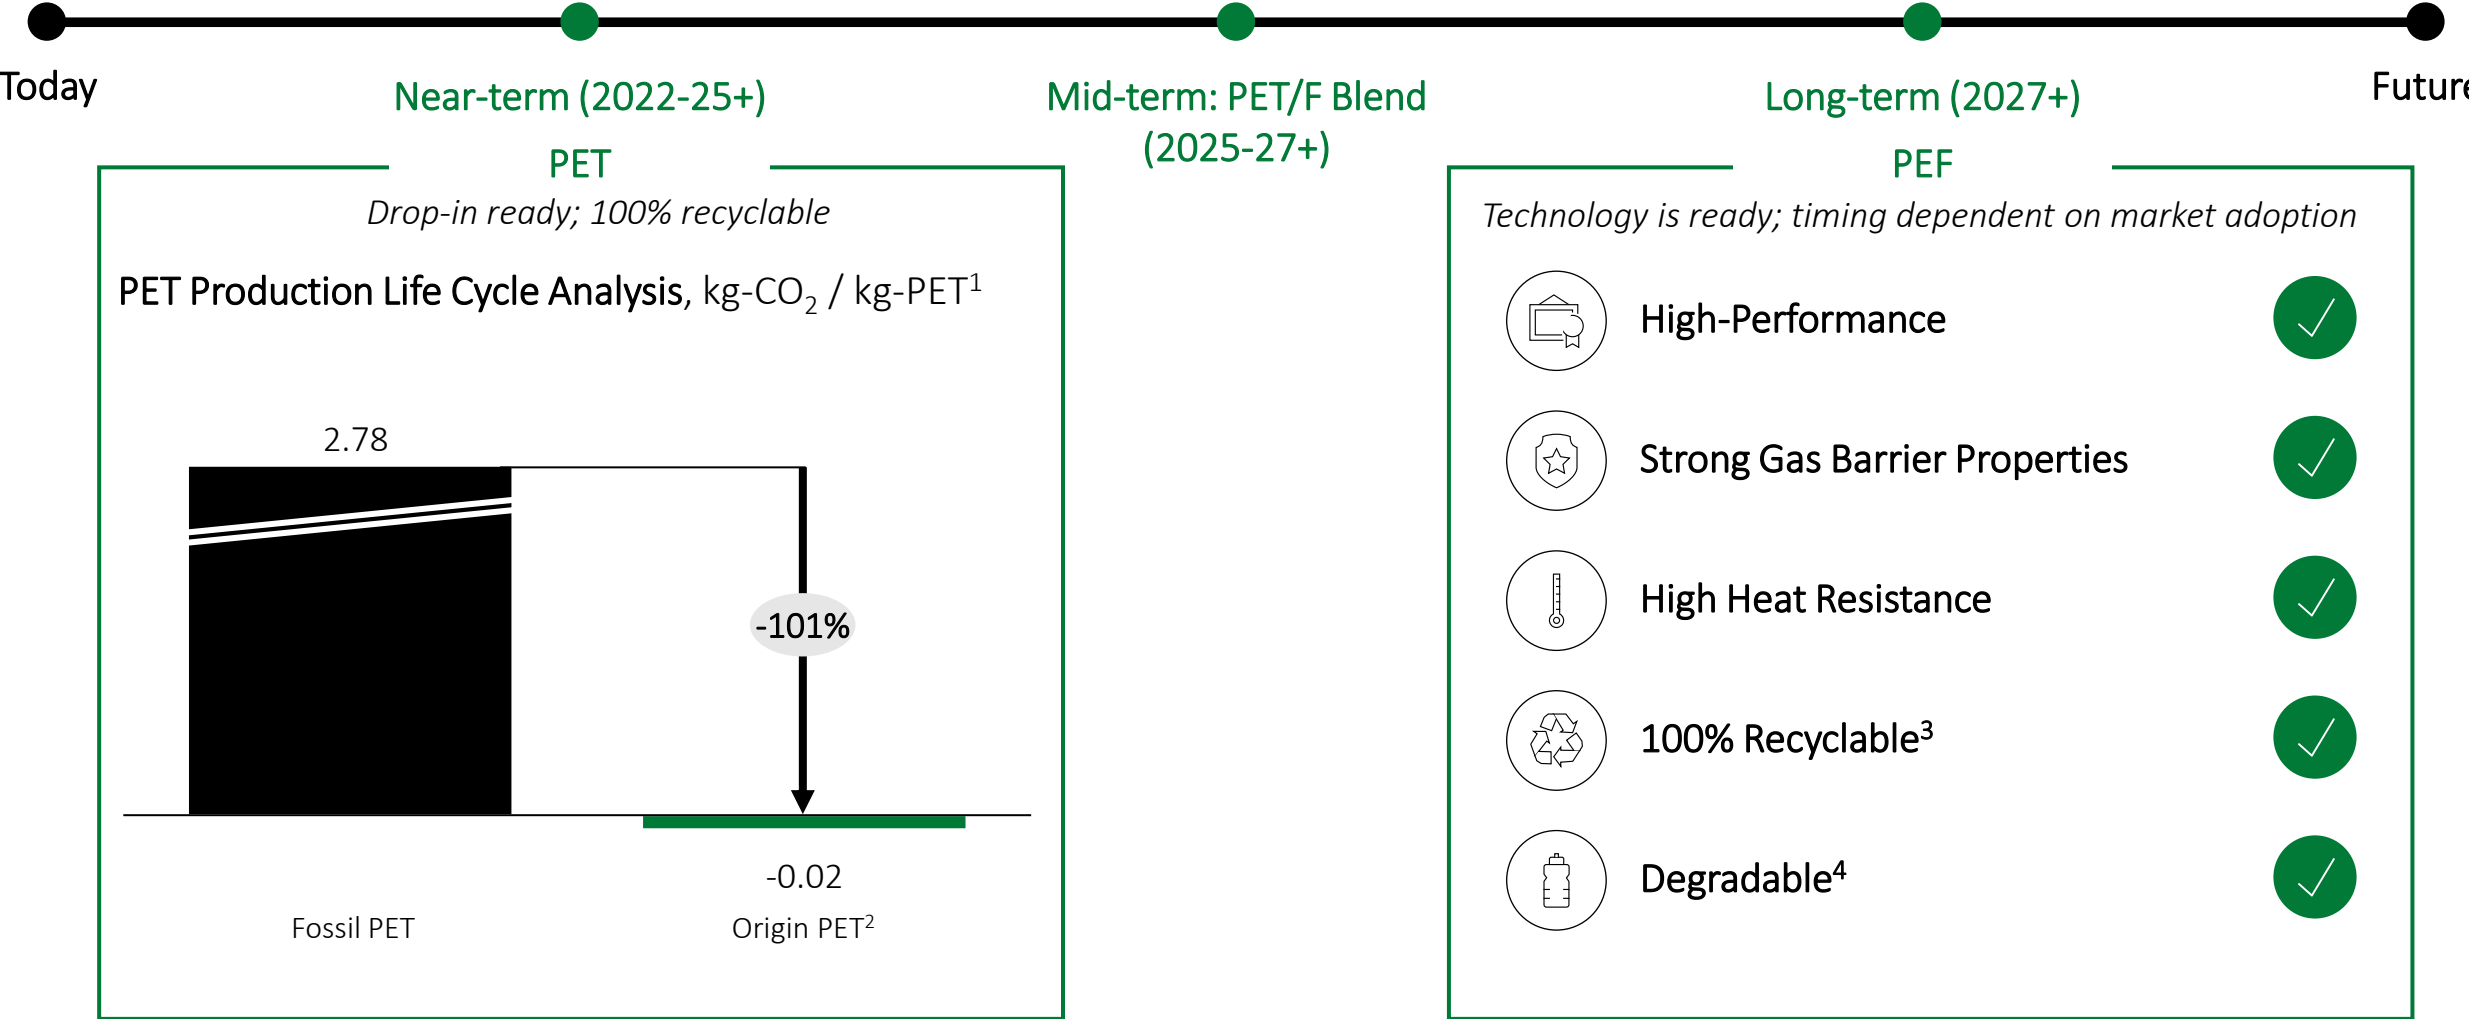 Today
Near-term (2022-25+)
Mid-term: PET/F Blend
(2025-27+)
Long-term (2027+)
Future
PET
Drop-in ready; 100% recyclable
PET Production Life Cycle Analysis, kg-CO₂ / kg-PET¹
2.78
-101%
-0.02
Fossil PET
Origin PET²
PEF
Technology is ready; timing dependent on market adoption
High-Performance
Strong Gas Barrier Properties
High Heat Resistance
100% Recyclable³
Degradable⁴